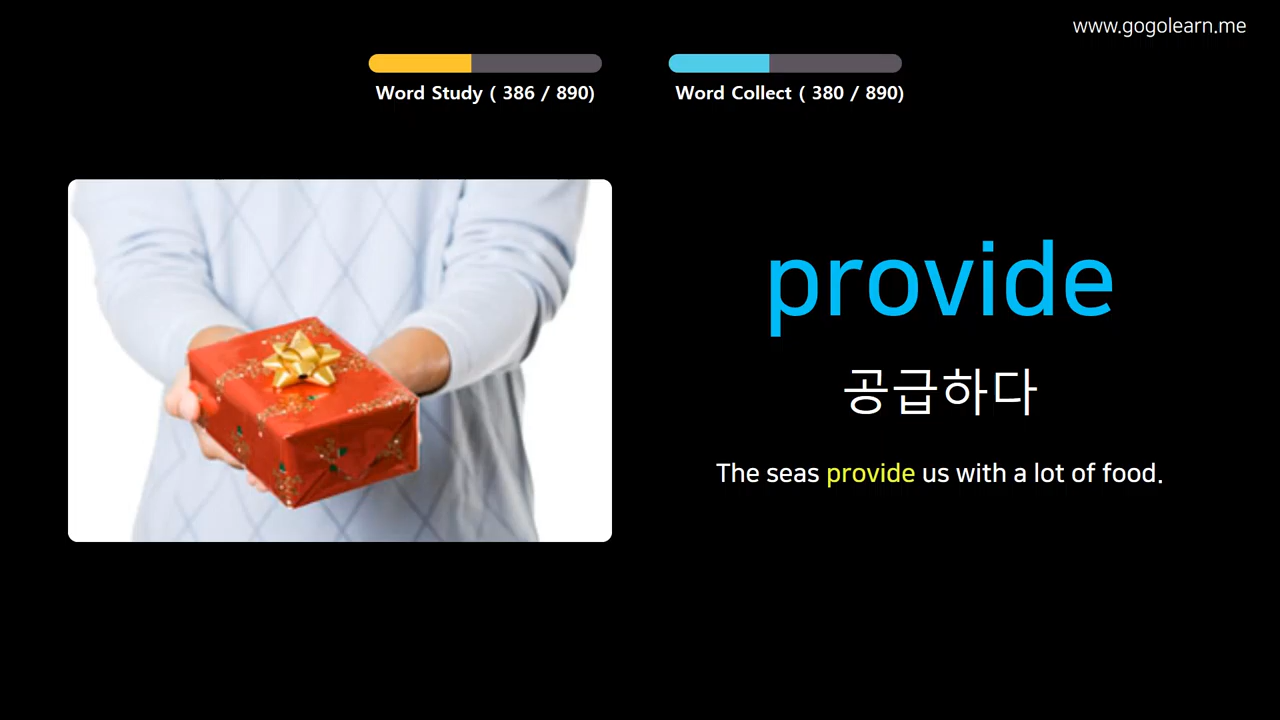 www.gogolearn.me
Word Study ( 386 / 890)
Word Collect ( 380 / 890)
provide
공급하다
The seas provide us with a lot of food.